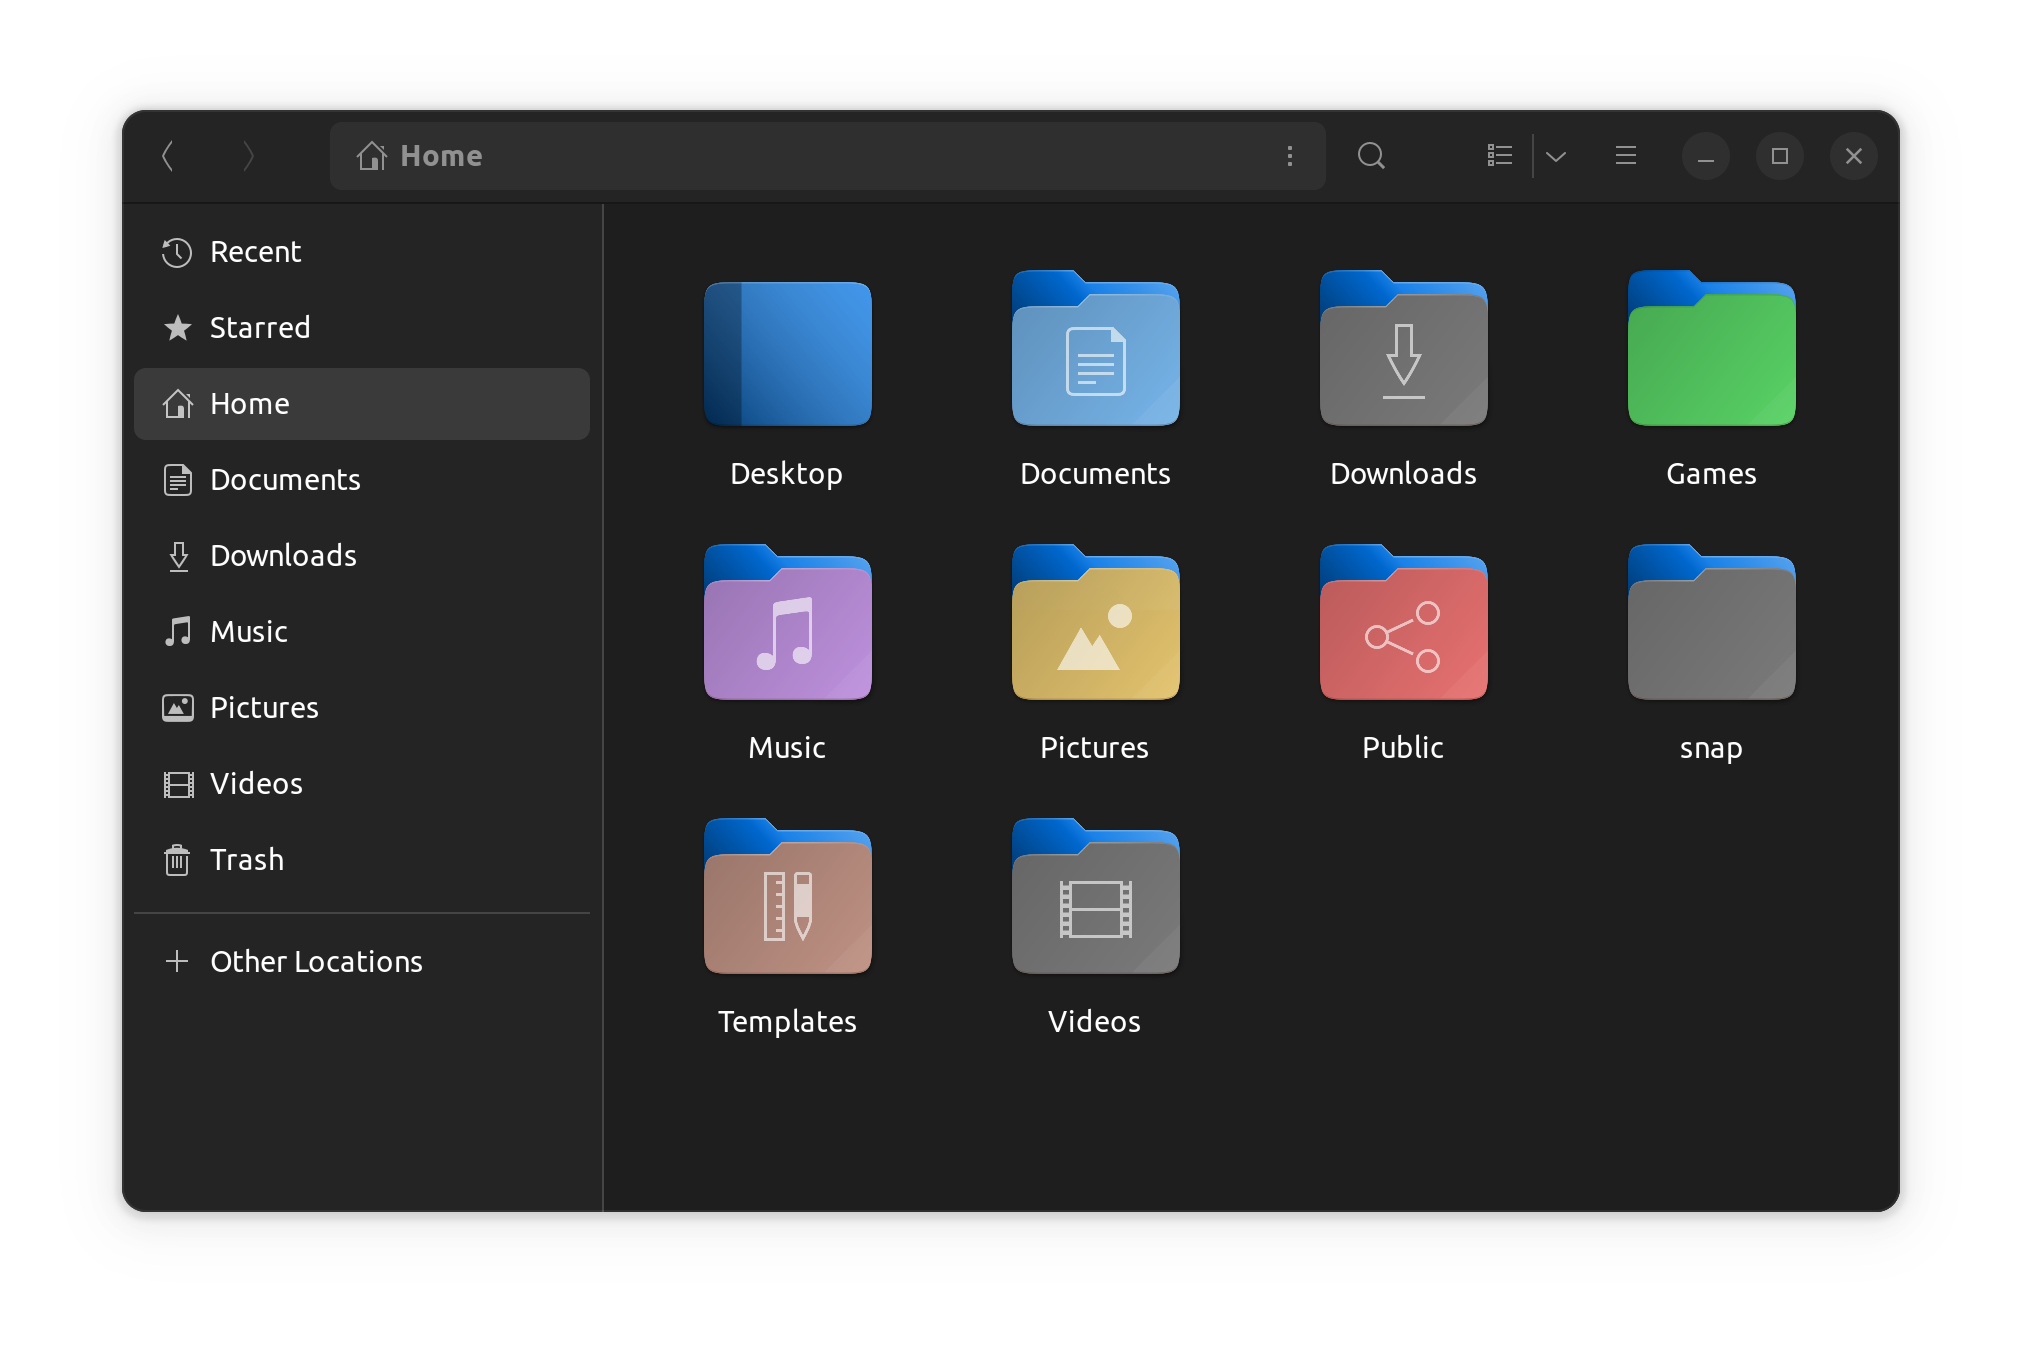 Home
Recent
Starred
Home
Documents
Downloads
Music
Pictures
Videos
Trash
Other Locations
Desktop
Documents
Downloads
Games
Music
Pictures
Public
snap
Templates
Videos